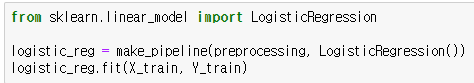 from sklearn.linear_model import LogisticRegression
logistic_reg = make_pipeline(preprocessing, LogisticRegression())
logistic_reg.fit(X_train, Y_train)